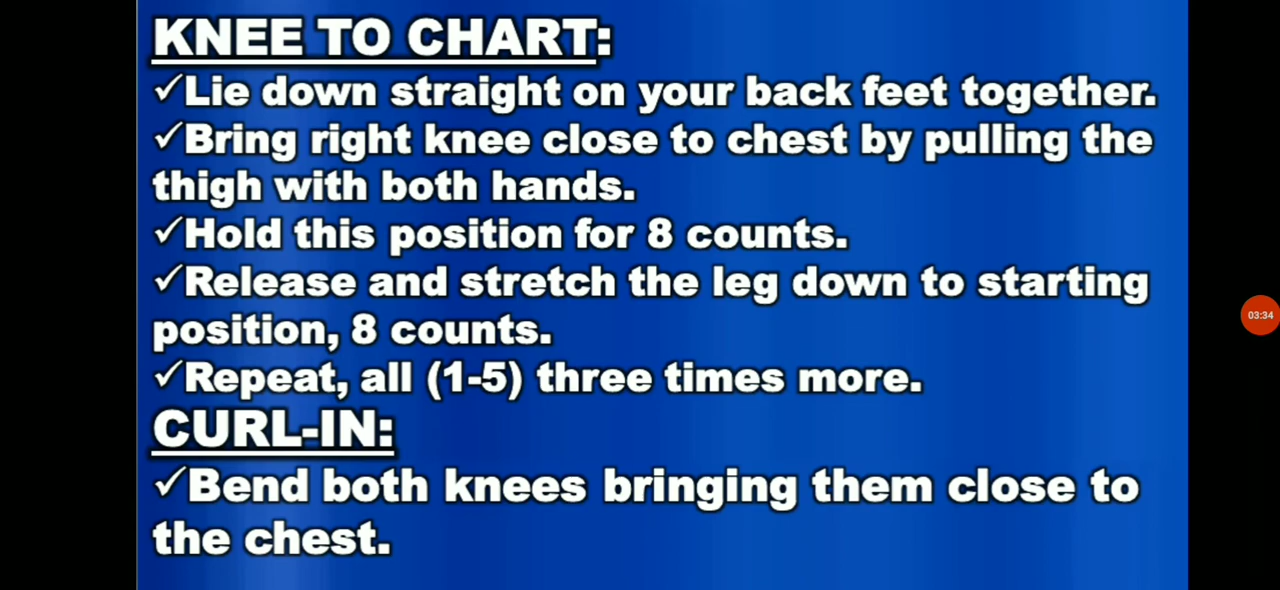 KNEE TO CHART:
✓Lie down straight on your back feet together.
✓Bring right knee close to chest by pulling the
thigh with both hands.
✓Hold this position for 8 counts.
✓Release and stretch the leg down to starting
position, 8 counts.
✓Repeat, all (1-5) three times more.
CURL-IN:
✓Bend both knees bringing them close to
the chest.
03:34